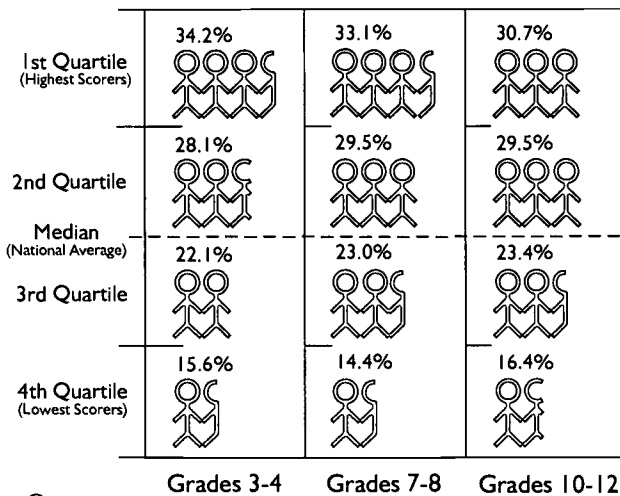 34.2% 33.1% 30.7%
1st Quartile
(Highest Scorers)
28.1% 29.5% 29.5%
2nd Quartile
Median
(National Average)
22.1% 23.0% 23.4%
3rd Quartile
15.6% 14.4% 16.4%
4th Quartile
(Lowest Scorers)
Grades 3-4 Grades 7-8 Grades 10-12